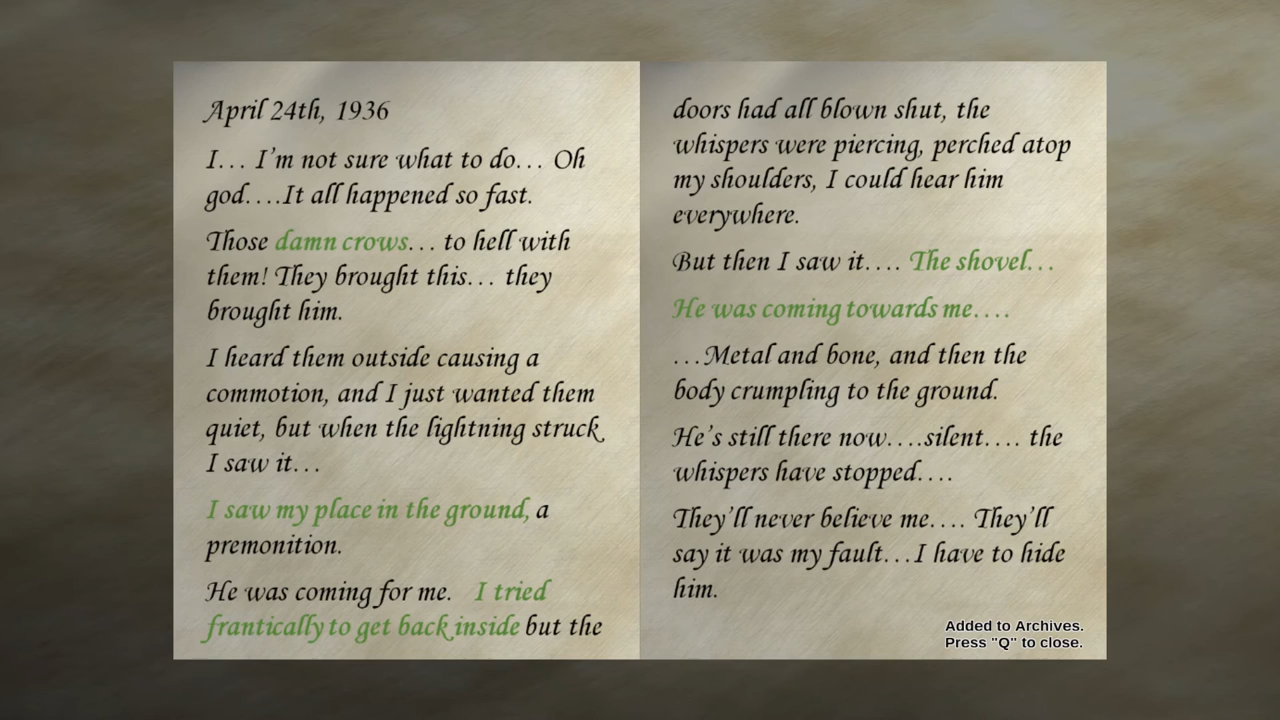 April 24th, 1936
I... I'm not sure what to do... Oh
god....It all happened so fast.
Those damn crows... to hell with
them! They brought this... they
brought him.
I heard them outside causing a
commotion, and I just wanted them
quiet, but when the lightning struck
I saw it...
I saw my place in the ground, a
premonition.
He was coming for me. I tried
frantically to get back inside but the
doors had all blown shut, the
whispers were piercing, perched atop
my shoulders, I could hear him
everywhere.
But then I saw it.... The shovel...
He was coming towards me....
...Metal and bone, and then the
body crumpling to the ground.
He's still there now....silent.... the
whispers have stopped....
They'll never believe me.... They'll
say it was my fault...I have to hide
him.
Added to Archives.
Press "Q" to close.